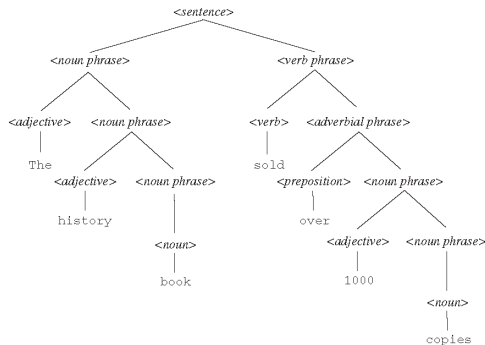 <sentence>
<noun phrase> <verb phrase>
<adjective> <noun phrase> <verb> <adverbial phrase>
The sold
<adjective> <noun phrase> <preposition> <noun phrase>
history over
<noun> <adjective> <noun phrase>
book 1000
<noun>
copies